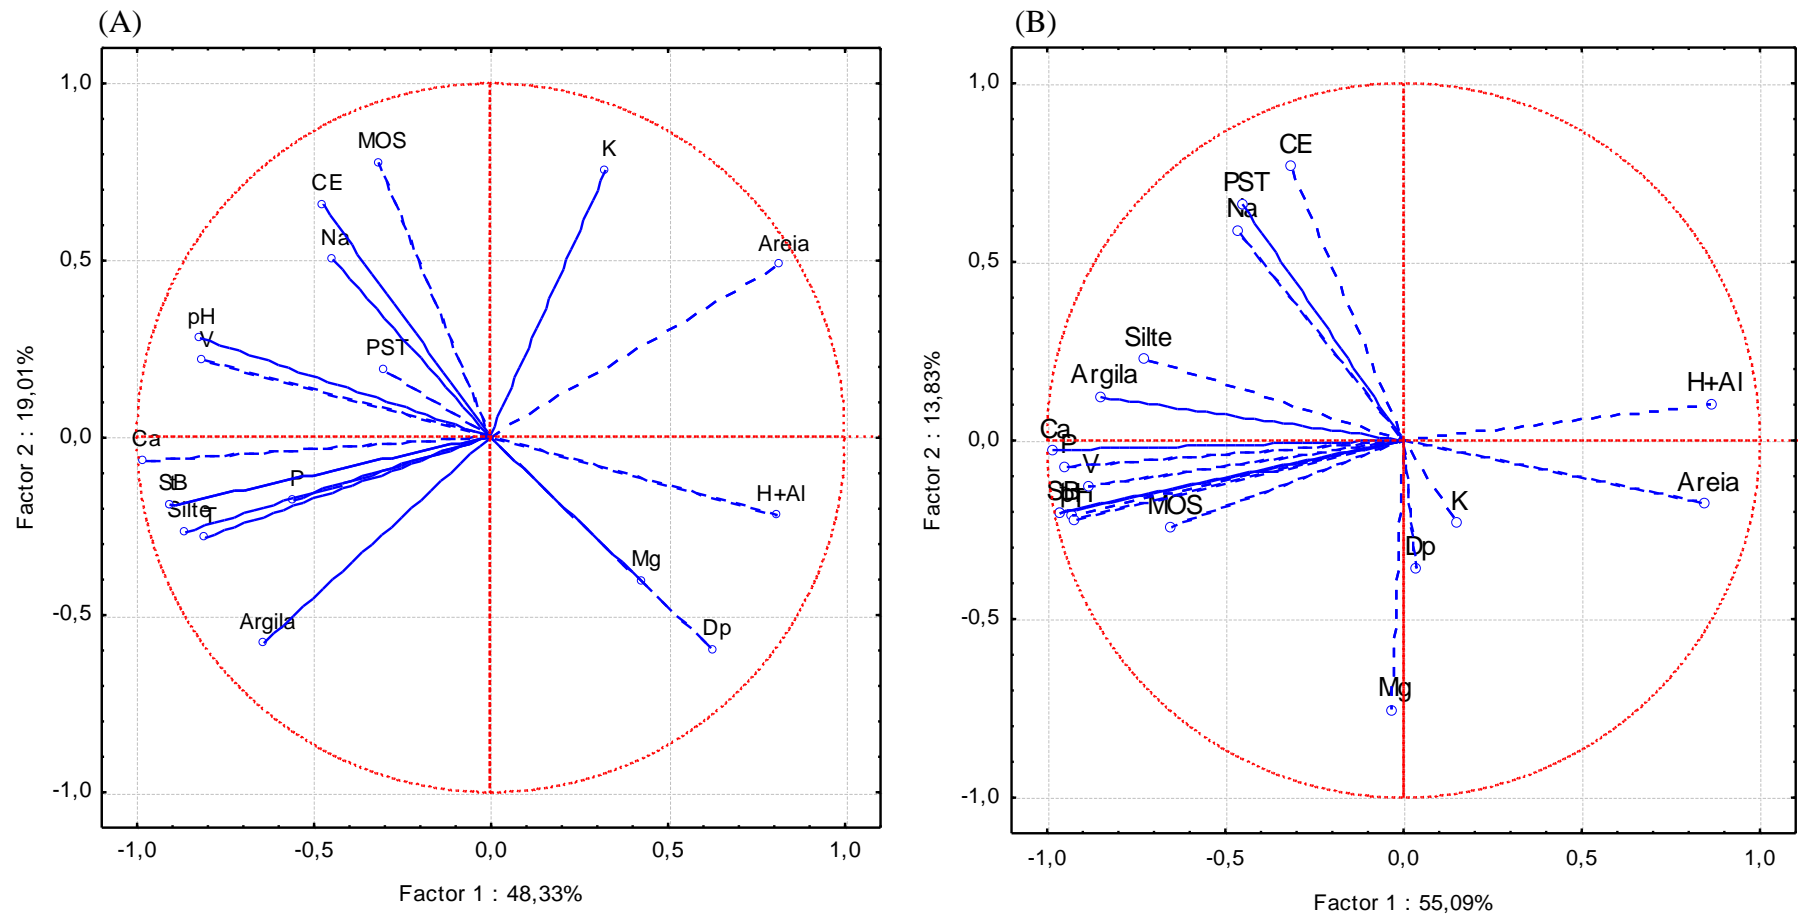 (A)
1,0
MOS
K
CE
Na
Areia
0,5
pH
V
PST
0,0
Ca
SB
P
Silte
T
H+Al
Mg
-0,5
Argila
Dp
-1,0
-1,0
-0,5
0,0
0,5
1,0
Factor 1 : 48,33%
Factor 2 : 19,01%
(B)
1,0
CE
PST
Na
0,5
Silte
Argila
H+Al
Ca
P
0,0
V
SB
pH
MOS
K
Areia
Dp
-0,5
Mg
-1,0
-1,0
-0,5
0,0
0,5
1,0
Factor 1 : 55,09%
Factor 2 : 13,83%